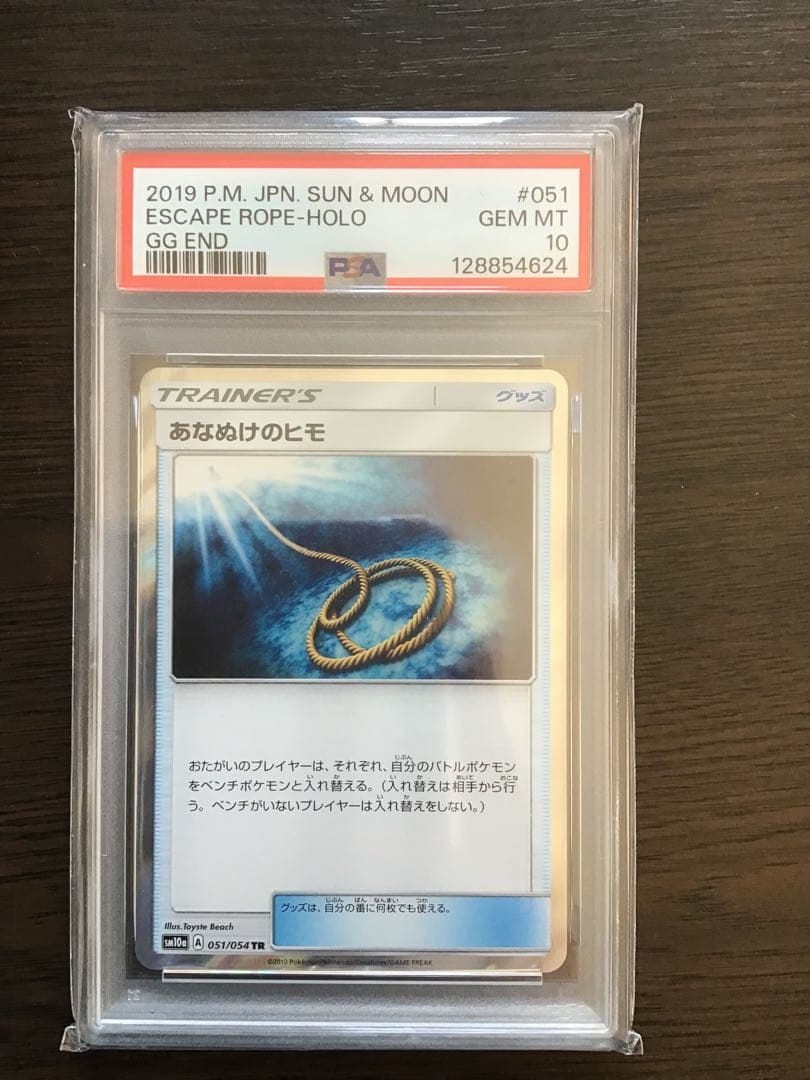 2019 P.M. JPN. SUN & MOON #051
ESCAPE ROPE-HOLO GEM MT
GG END 10
PSA 128854624
TRAINER'S グッズ
あなぬけのヒモ
おたがいのプレイヤーは、それぞれ、自分のバトルポケモン
をベンチポケモンと入れ替える。（入れ替えは相手から行
う。ベンチがいないプレイヤーは入れ替えをしない。）
グッズは、自分の番に何枚でも使える。
Illus.Toyste Beach
sm10a A 051/054 TR
©2019 Pokémon/Nintendo/Creatures/GAME FREAK